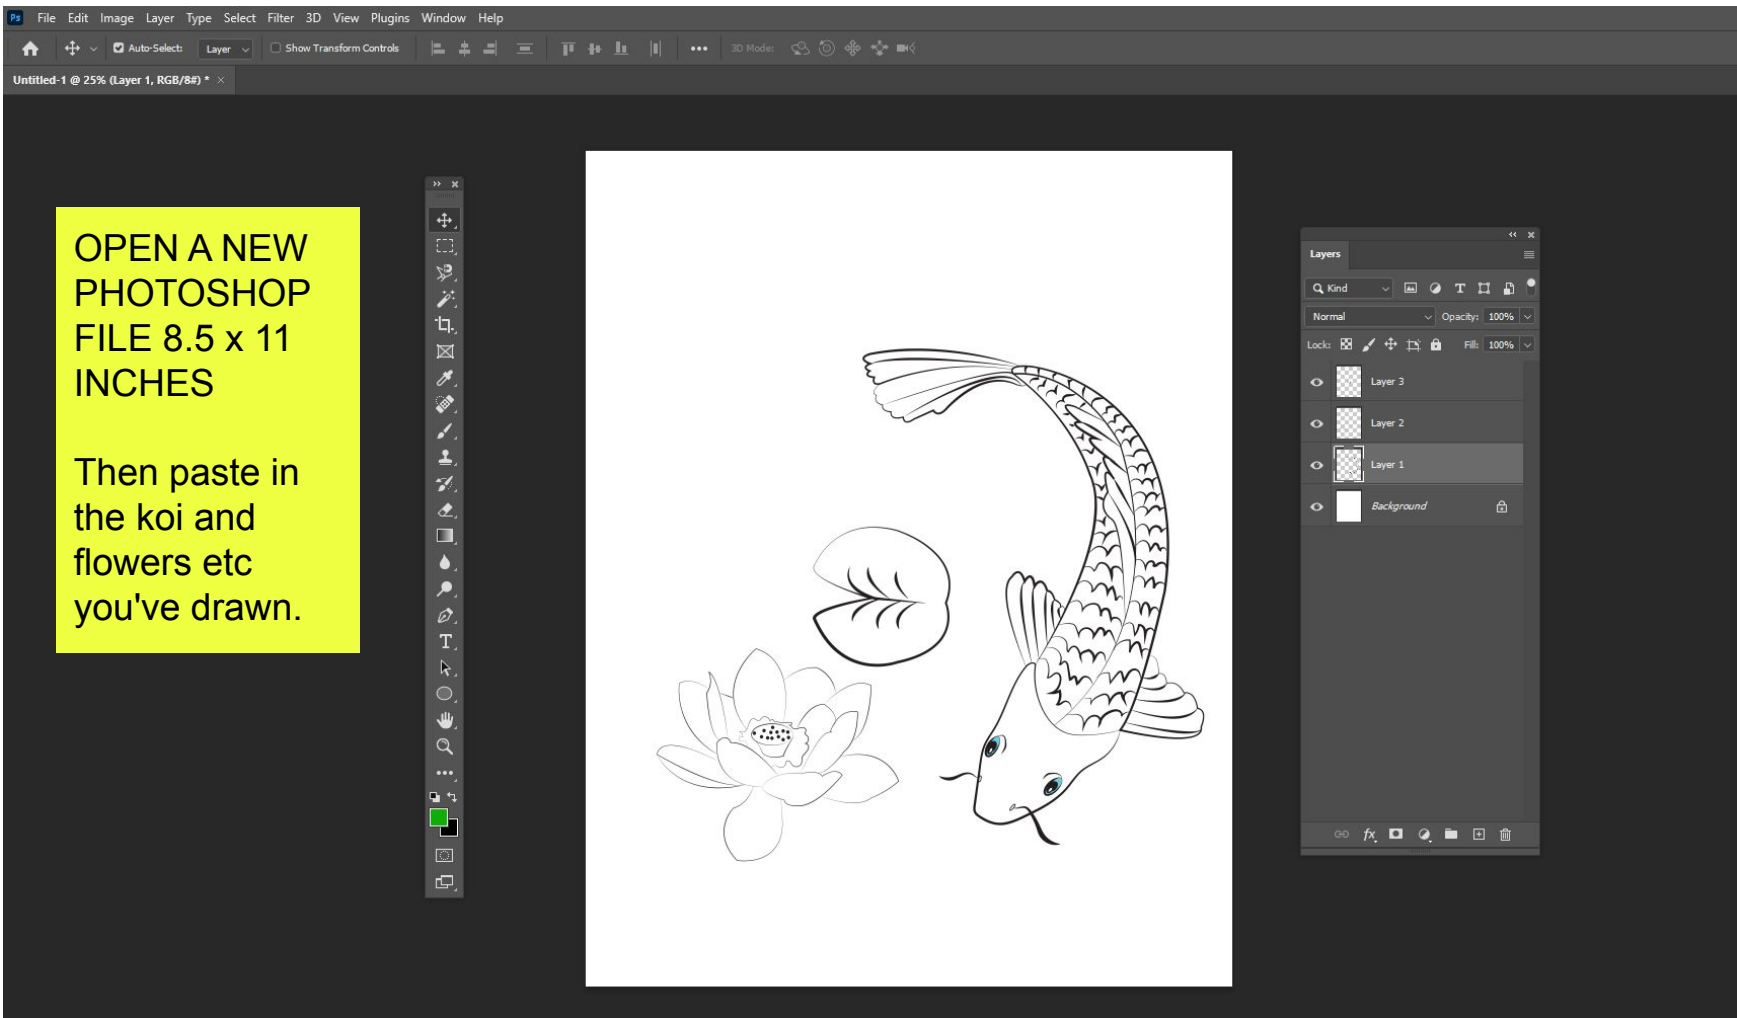 Ps File Edit Image Layer Type Select Filter 3D View Plugins Window Help
Auto-Select: Layer Show Transform Controls 3D Mode:
Untitled-1 @ 25% (Layer 1, RGB/8#) * ×
OPEN A NEW
PHOTOSHOP
FILE 8.5 x 11
INCHES
Then paste in
the koi and
flowers etc
you've drawn.
Layers
Kind
Normal Opacity: 100%
Lock: Fill: 100%
Layer 3
Layer 2
Layer 1
Background
fx